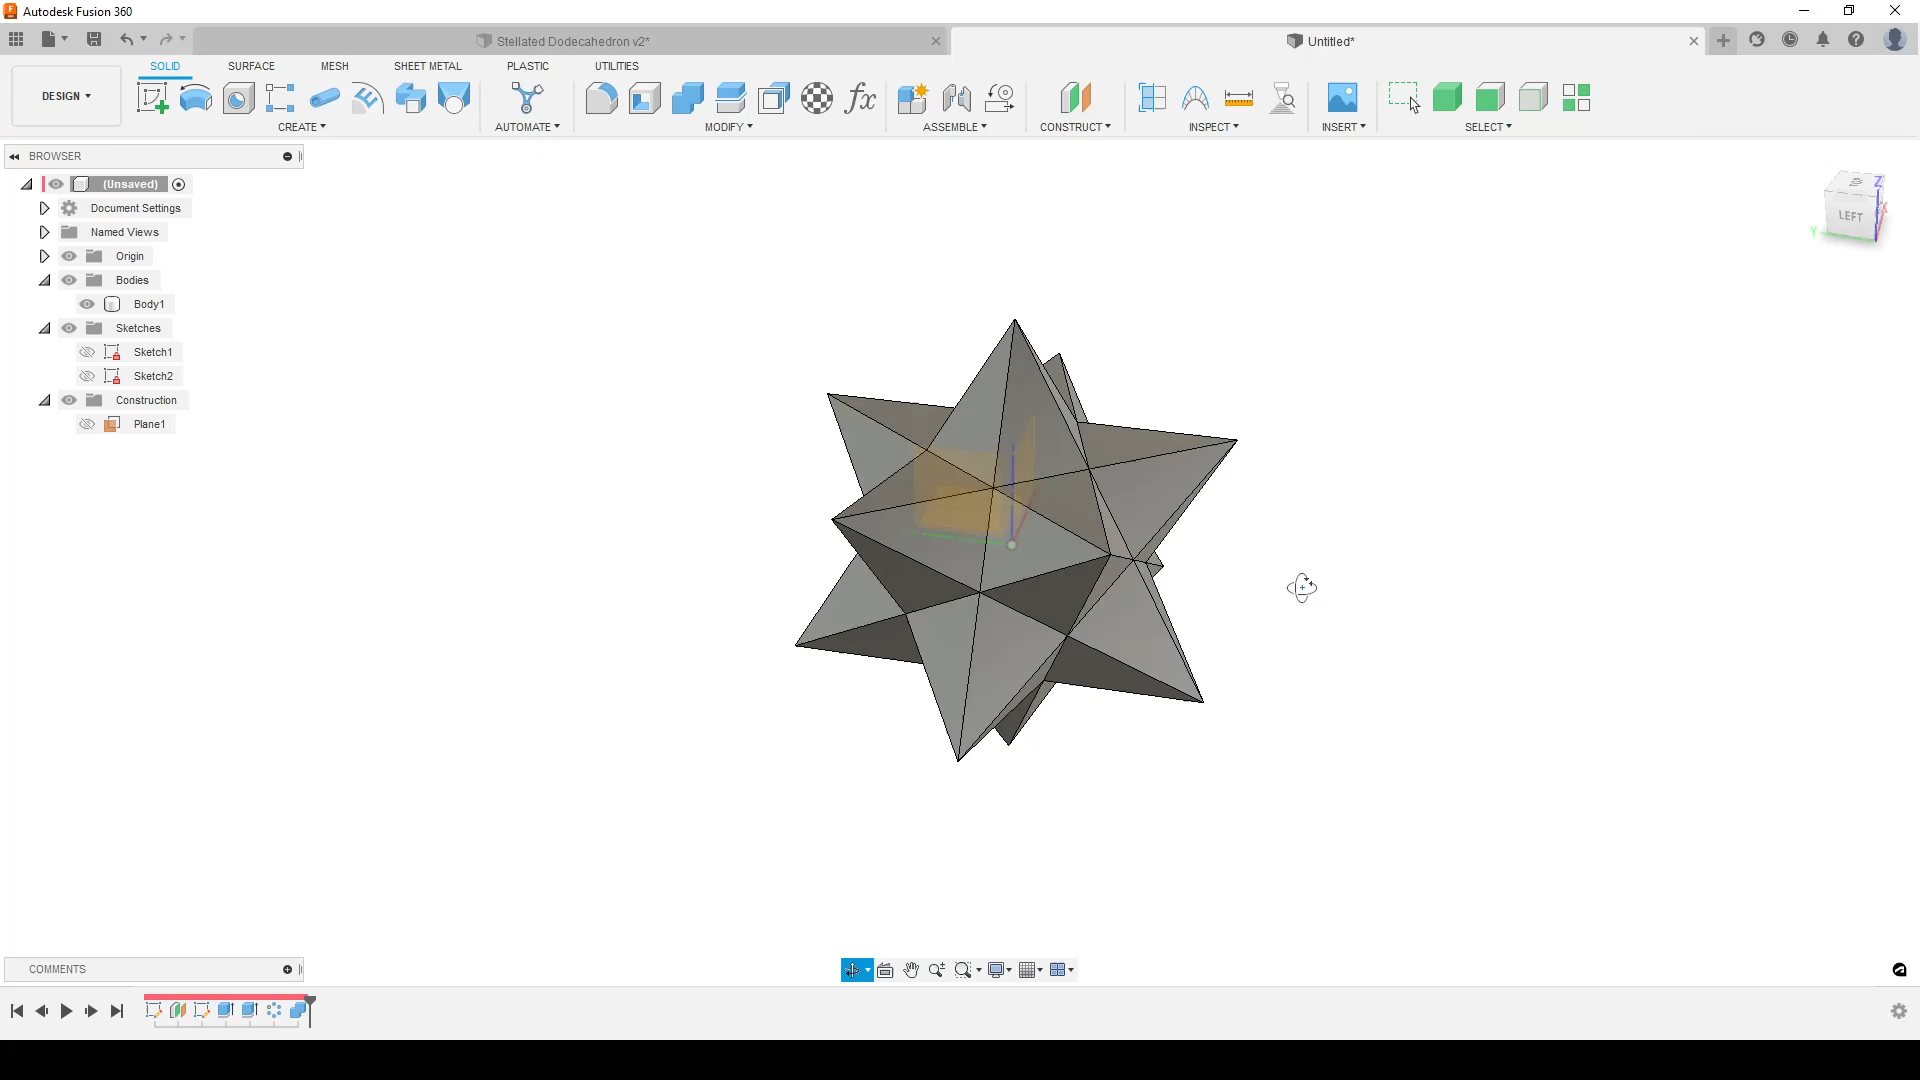 Autodesk Fusion 360
Stellated Dodecahedron v2*
Untitled*
SOLID SURFACE MESH SHEET METAL PLASTIC UTILITIES
DESIGN
fx
CREATE AUTOMATE MODIFY ASSEMBLE CONSTRUCT INSPECT INSERT SELECT
BROWSER
(Unsaved)
Document Settings
Named Views
Origin
Bodies
Body1
Sketches
Sketch1
Sketch2
Construction
Plane1
Z
X
LEFT
Y
COMMENTS